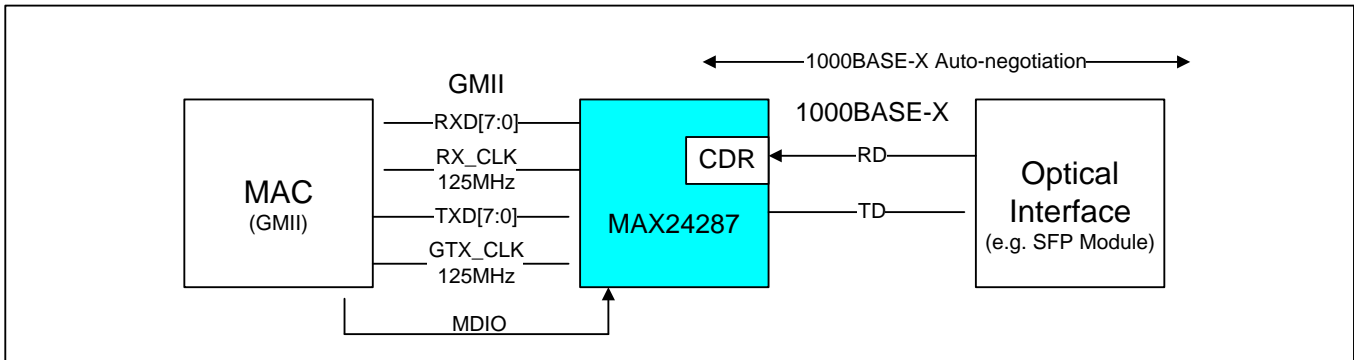 1000BASE-X Auto-negotiation
GMII
1000BASE-X
RXD[7:0]
RX_CLK
125MHz
TXD[7:0]
GTX_CLK
125MHz
MDIO
MAC
(GMII)
CDR
MAX24287
RD
TD
Optical
Interface
(e.g. SFP Module)